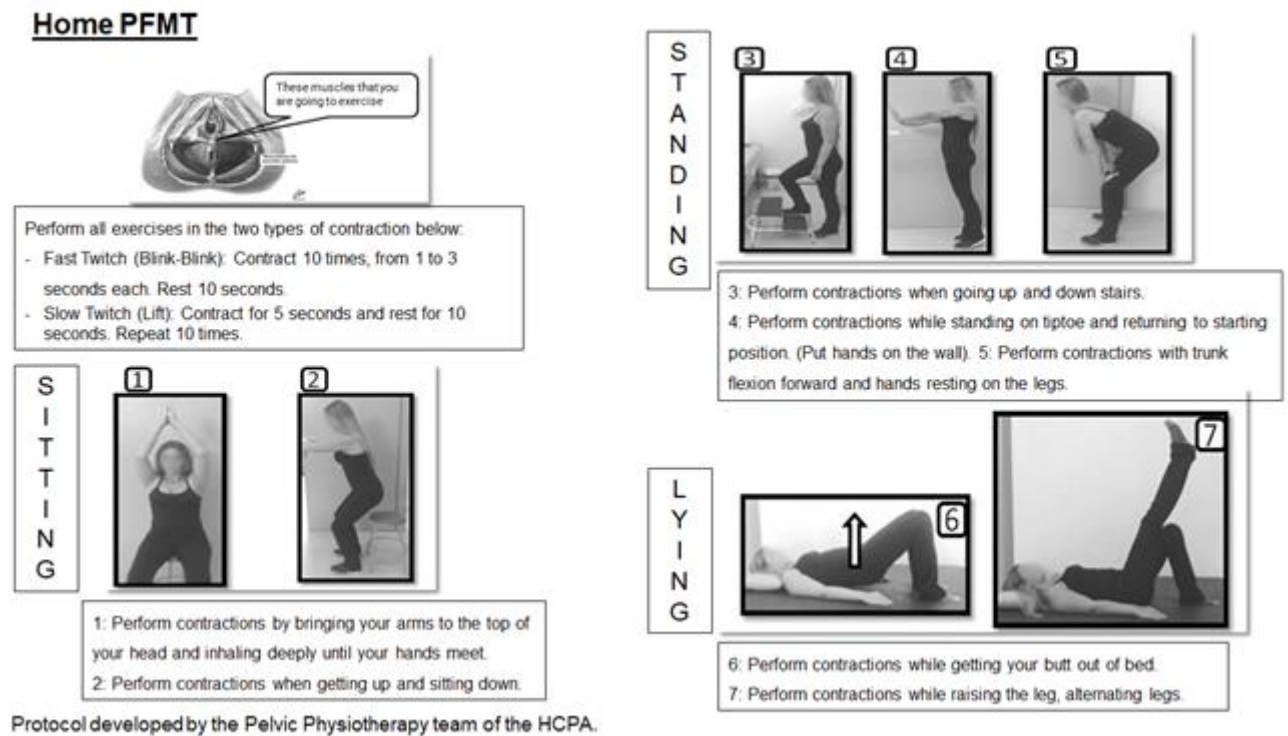 Home PFMT
These muscles that you
are going to exercise
Perform all exercises in the two types of contraction below:
- Fast Twitch (Blink-Blink): Contract 10 times, from 1 to 3
seconds each. Rest 10 seconds.
- Slow Twitch (Lift): Contract for 5 seconds and rest for 10
seconds. Repeat 10 times.
SITTING
1
2
1: Perform contractions by bringing your arms to the top of
your head and inhaling deeply until your hands meet.
2: Perform contractions when getting up and sitting down.
Protocol developed by the Pelvic Physiotherapy team of the HCPA.
STANDING
3
4
5
3: Perform contractions when going up and down stairs.
4: Perform contractions while standing on tiptoe and returning to starting
position. (Put hands on the wall). 5: Perform contractions with trunk
flexion forward and hands resting on the legs.
LYING
6
7
6: Perform contractions while getting your butt out of bed.
7: Perform contractions while raising the leg, alternating legs.